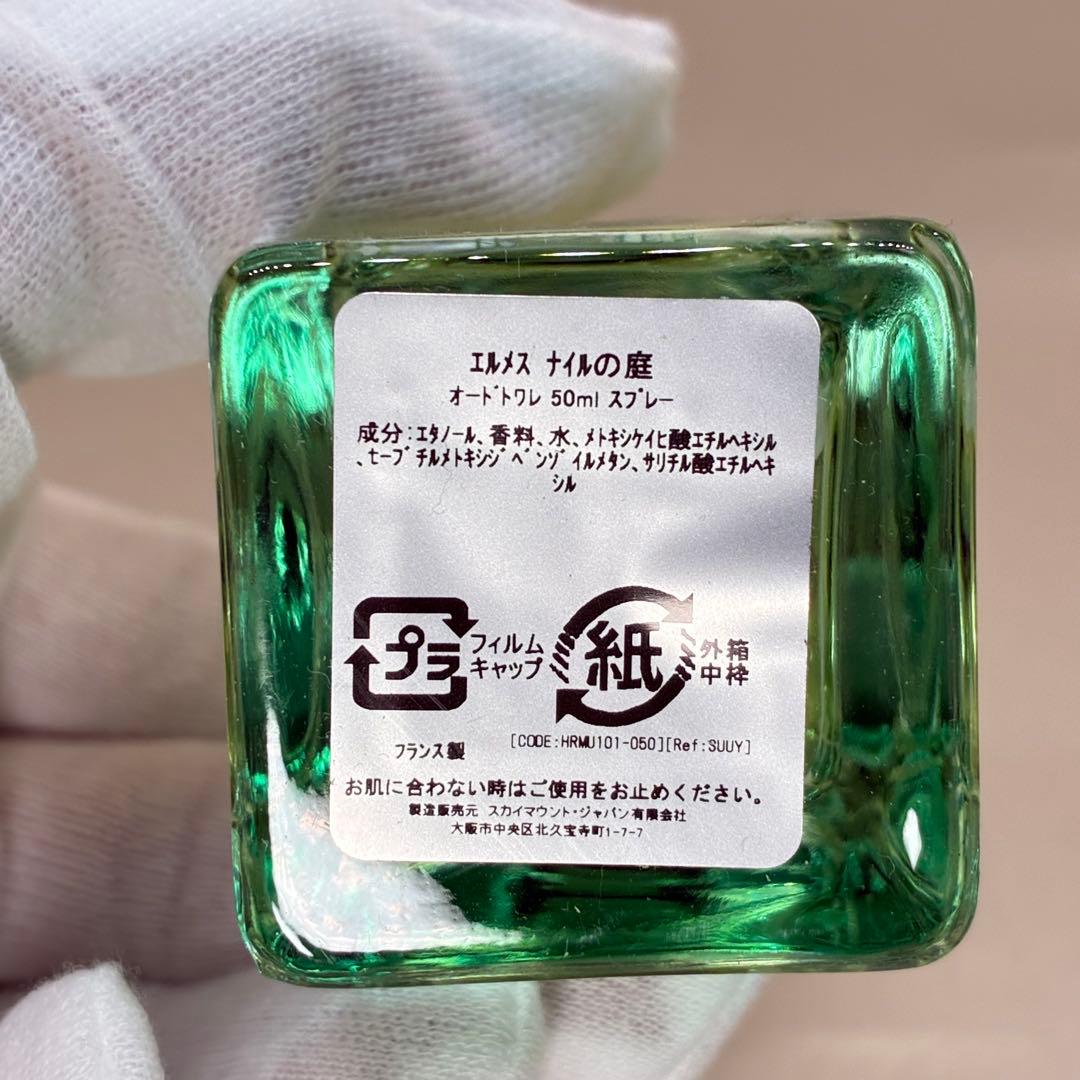 エルメス ナイルの庭
オードトワレ 50ml スプレー
成分:エタノール、香料、水、メトキシケイヒ酸エチルヘキシル
、t-ブチルメトキシジベンゾイルメタン、サリチル酸エチルヘキ
シル
プラ フィルム
キャップ
紙 外箱
中枠
フランス製 [CODE:HRMU101-050][Ref:SUUY]
お肌に合わない時はご使用をお止めください。
製造販売元 スカイマウント・ジャパン有限会社
大阪市中央区北久宝寺町1-7-7